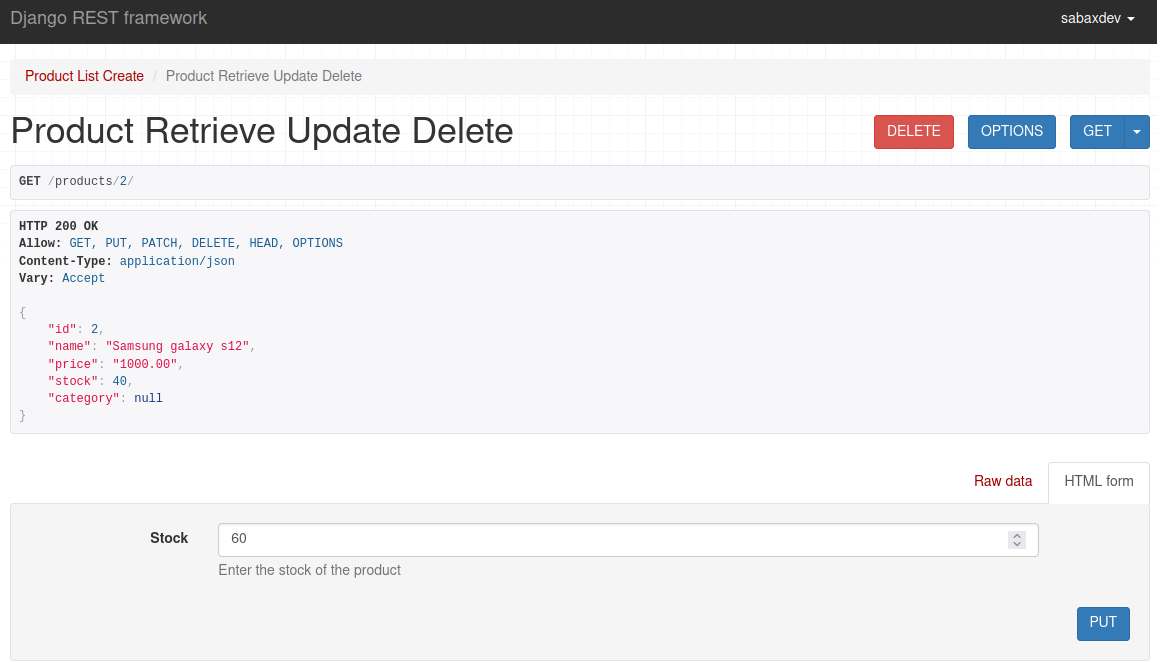 Django REST framework
sabaxdev
Product List Create / Product Retrieve Update Delete
Product Retrieve Update Delete
DELETE
OPTIONS
GET
GET /products/2/
HTTP 200 OK
Allow: GET, PUT, PATCH, DELETE, HEAD, OPTIONS
Content-Type: application/json
Vary: Accept
{
    "id": 2,
    "name": "Samsung galaxy s12",
    "price": "1000.00",
    "stock": 40,
    "category": null
}
Raw data
HTML form
Stock
60
Enter the stock of the product
PUT